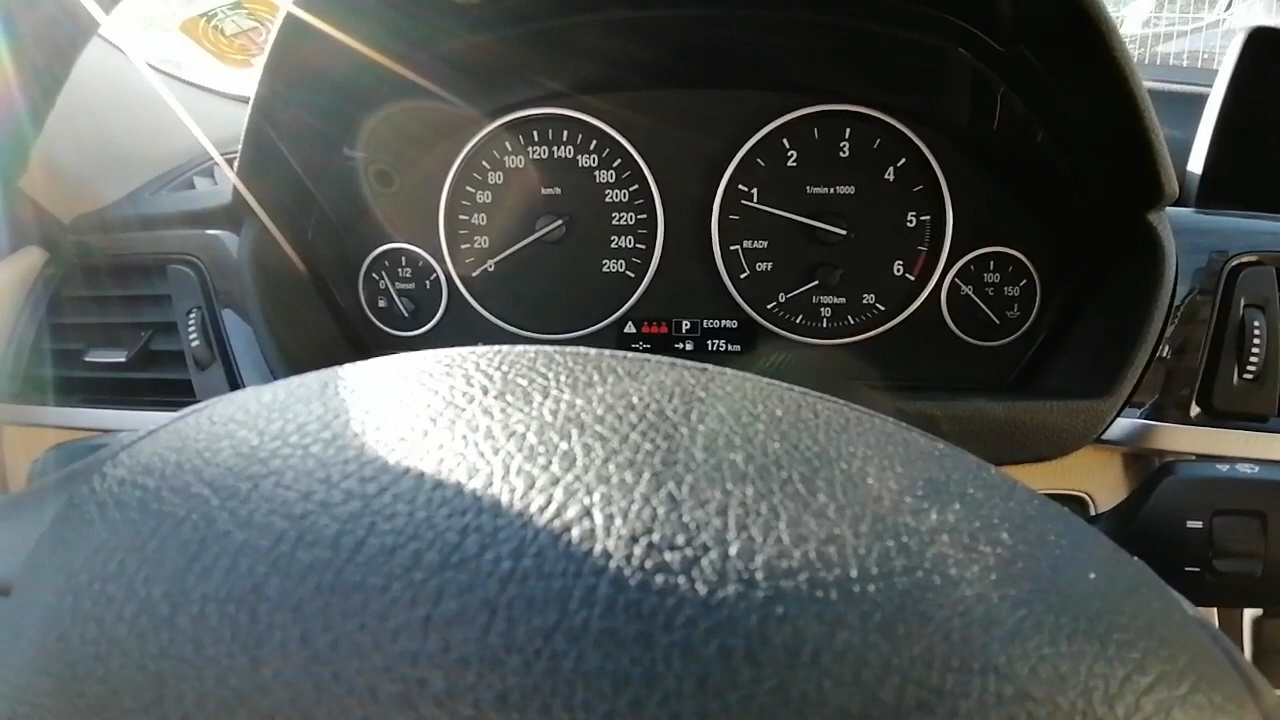 0 1/2 1
Diesel
0 20 40 60 80 100 120 140 160 180 200 220 240 260
km/h
1 2 3 4 5 6
1/min x 1000
READY
OFF
0 10 20
l/100km
50 100 150
°C
P ECO PRO
--:-- 175 km